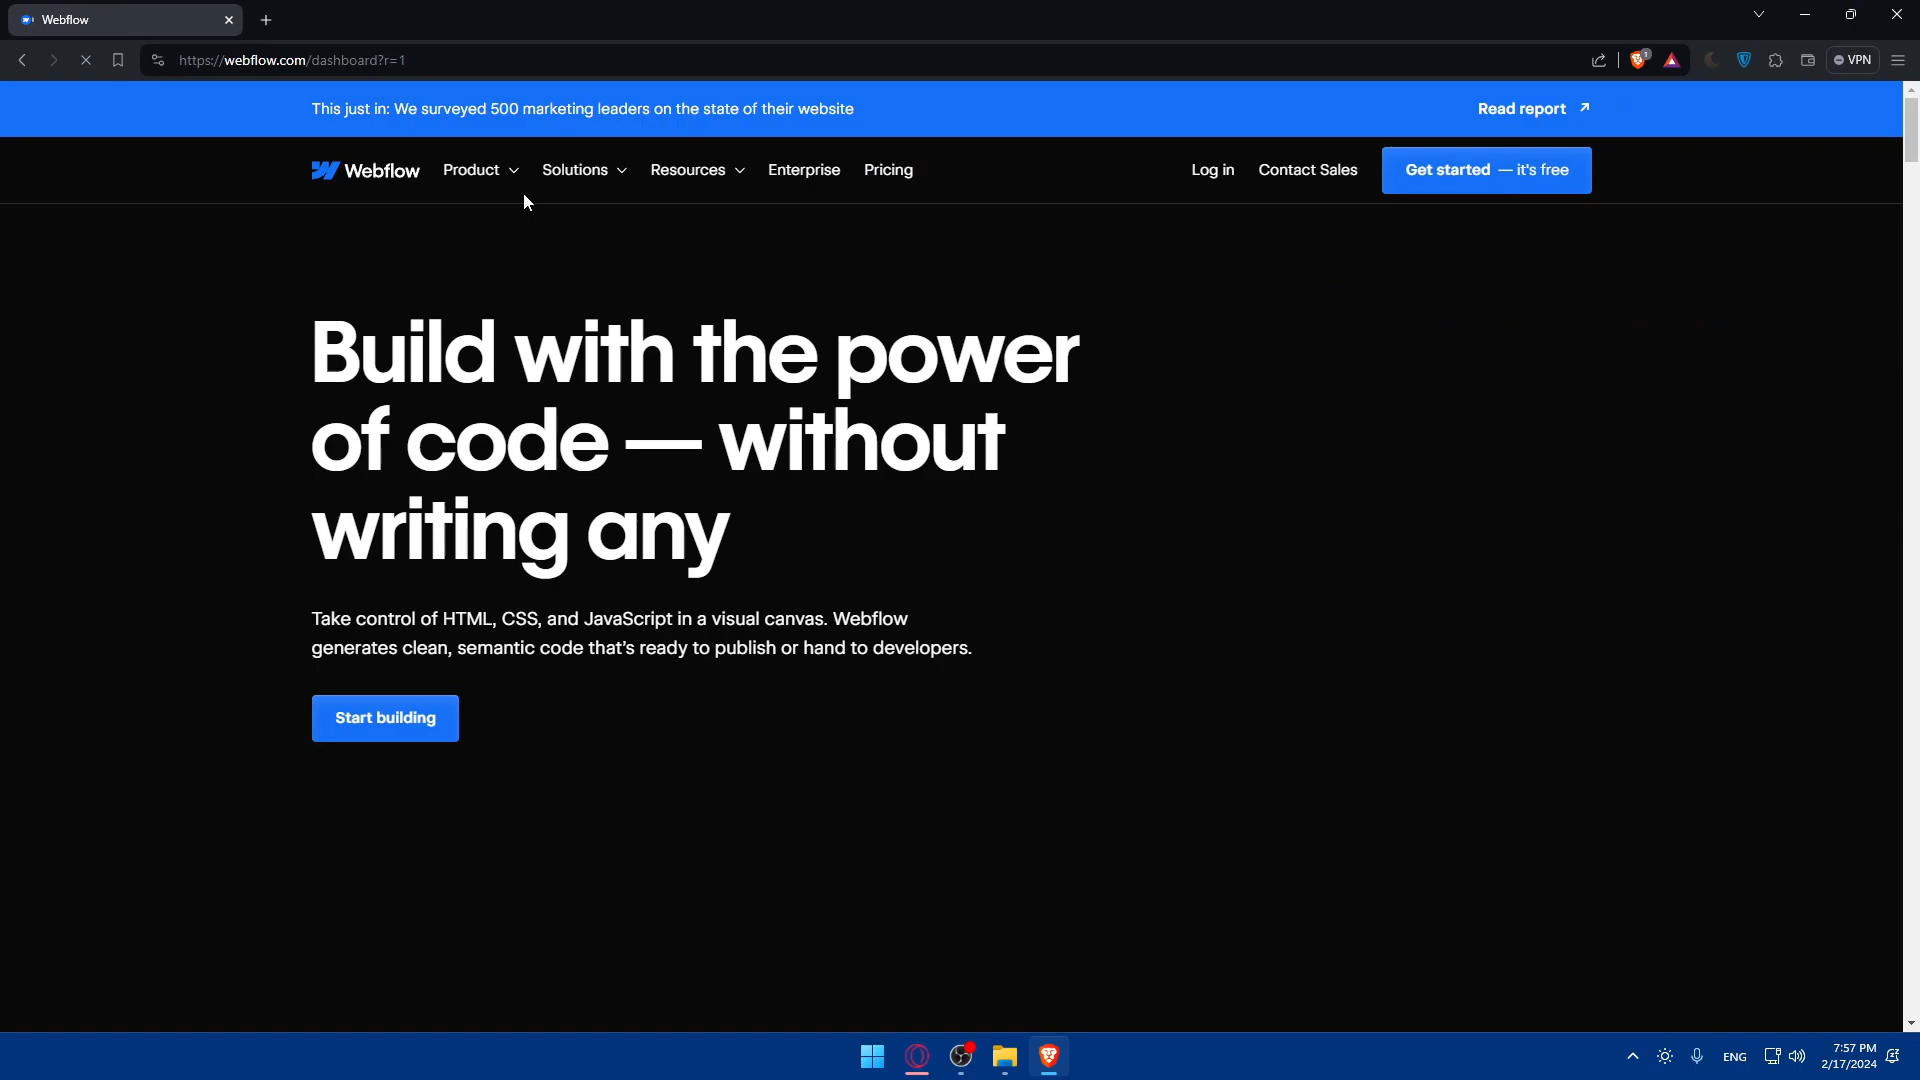 Webflow
https://webflow.com/dashboard?r=1
1
VPN
This just in: We surveyed 500 marketing leaders on the state of their website
Read report
Webflow
Product
Solutions
Resources
Enterprise
Pricing
Log in
Contact Sales
Get started — it's free
Build with the power
of code — without
writing any
Take control of HTML, CSS, and JavaScript in a visual canvas. Webflow
generates clean, semantic code that's ready to publish or hand to developers.
Start building
ENG
7:57 PM
2/17/2024